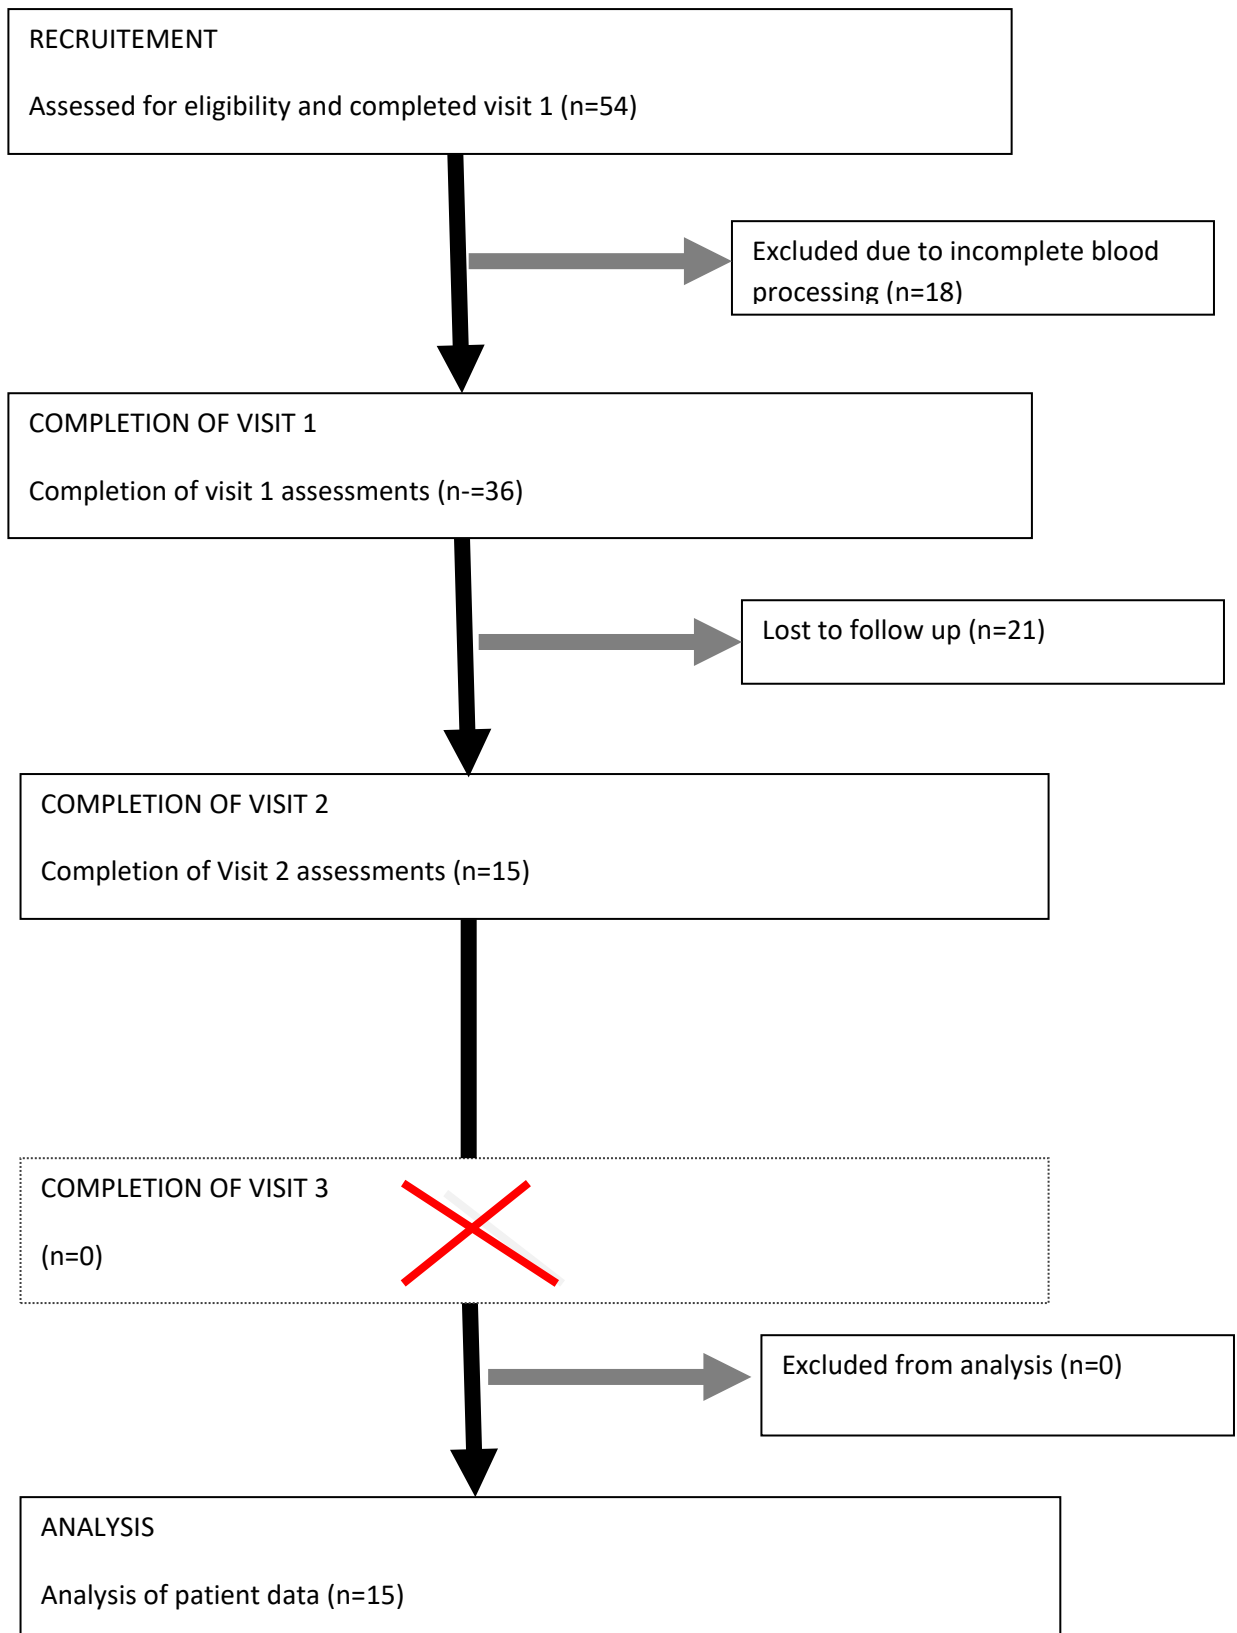 RECRUITEMENT
Assessed for eligibility and completed visit 1 (n=54)
Excluded due to incomplete blood
processing (n=18)
COMPLETION OF VISIT 1
Completion of visit 1 assessments (n-=36)
Lost to follow up (n=21)
COMPLETION OF VISIT 2
Completion of Visit 2 assessments (n=15)
COMPLETION OF VISIT 3
(n=0)
Excluded from analysis (n=0)
ANALYSIS
Analysis of patient data (n=15)